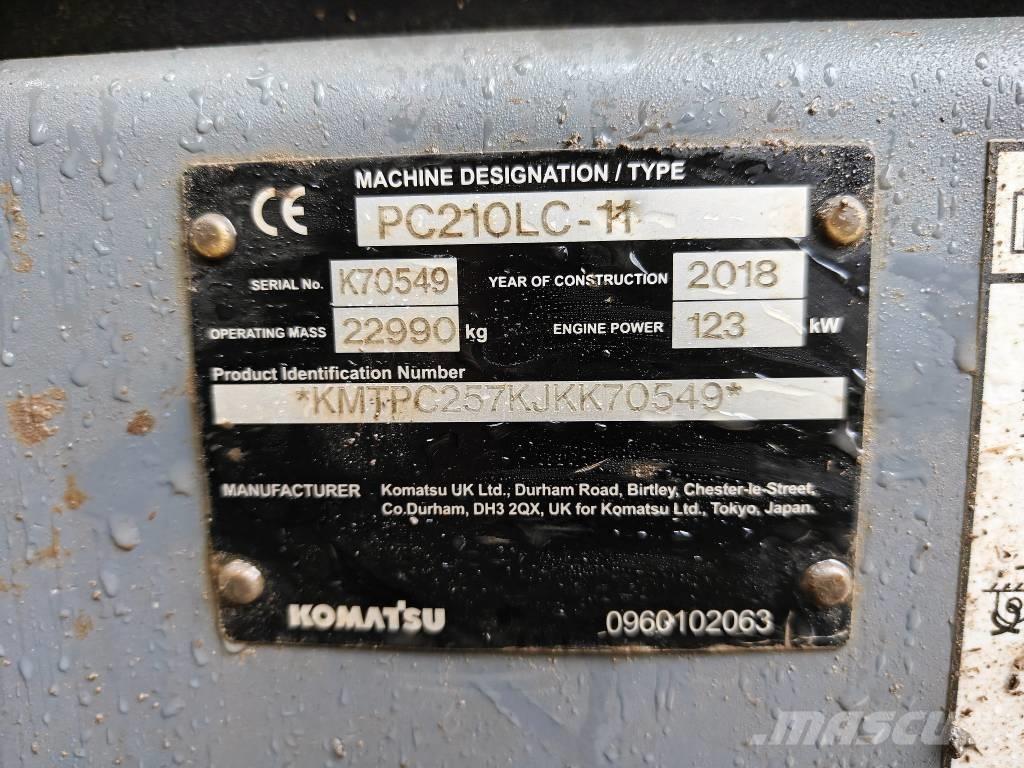 CE
MACHINE DESIGNATION / TYPE
PC210LC-11
SERIAL No. K70549 YEAR OF CONSTRUCTION 2018
OPERATING MASS 22990 kg ENGINE POWER 123 kW
Product Identification Number
*KMTPC257KJKK70549*
MANUFACTURER Komatsu UK Ltd., Durham Road, Birtley, Chester-le-Street,
Co.Durham, DH3 2QX, UK for Komatsu Ltd., Tokyo, Japan.
KOMATSU 0960102063